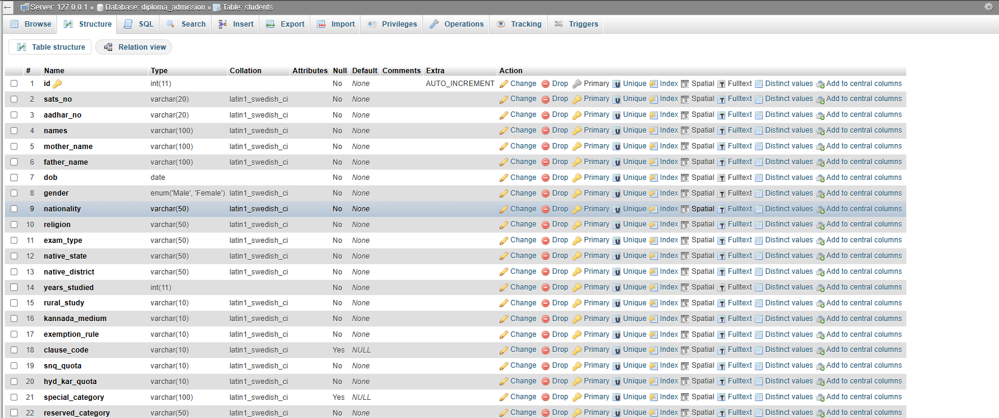 Server: 127.0.0.1 » Database: diploma_admission » Table: students
Browse Structure SQL Search Insert Export Import Privileges Operations Tracking Triggers
Table structure Relation view
# Name Type Collation Attributes Null Default Comments Extra Action
1 id int(11) No None AUTO_INCREMENT Change Drop Primary Unique Index Spatial Fulltext Distinct values Add to central columns
2 sats_no varchar(20) latin1_swedish_ci No None Change Drop Primary Unique Index Spatial Fulltext Distinct values Add to central columns
3 aadhar_no varchar(20) latin1_swedish_ci No None Change Drop Primary Unique Index Spatial Fulltext Distinct values Add to central columns
4 names varchar(100) latin1_swedish_ci No None Change Drop Primary Unique Index Spatial Fulltext Distinct values Add to central columns
5 mother_name varchar(100) latin1_swedish_ci No None Change Drop Primary Unique Index Spatial Fulltext Distinct values Add to central columns
6 father_name varchar(100) latin1_swedish_ci No None Change Drop Primary Unique Index Spatial Fulltext Distinct values Add to central columns
7 dob date No None Change Drop Primary Unique Index Spatial Fulltext Distinct values Add to central columns
8 gender enum('Male', 'Female') latin1_swedish_ci No None Change Drop Primary Unique Index Spatial Fulltext Distinct values Add to central columns
9 nationality varchar(50) latin1_swedish_ci No None Change Drop Primary Unique Index Spatial Fulltext Distinct values Add to central columns
10 religion varchar(50) latin1_swedish_ci No None Change Drop Primary Unique Index Spatial Fulltext Distinct values Add to central columns
11 exam_type varchar(50) latin1_swedish_ci No None Change Drop Primary Unique Index Spatial Fulltext Distinct values Add to central columns
12 native_state varchar(50) latin1_swedish_ci No None Change Drop Primary Unique Index Spatial Fulltext Distinct values Add to central columns
13 native_district varchar(50) latin1_swedish_ci No None Change Drop Primary Unique Index Spatial Fulltext Distinct values Add to central columns
14 years_studied int(11) No None Change Drop Primary Unique Index Spatial Fulltext Distinct values Add to central columns
15 rural_study varchar(10) latin1_swedish_ci No None Change Drop Primary Unique Index Spatial Fulltext Distinct values Add to central columns
16 kannada_medium varchar(10) latin1_swedish_ci No None Change Drop Primary Unique Index Spatial Fulltext Distinct values Add to central columns
17 exemption_rule varchar(10) latin1_swedish_ci No None Change Drop Primary Unique Index Spatial Fulltext Distinct values Add to central columns
18 clause_code varchar(10) latin1_swedish_ci Yes NULL Change Drop Primary Unique Index Spatial Fulltext Distinct values Add to central columns
19 snq_quota varchar(10) latin1_swedish_ci No None Change Drop Primary Unique Index Spatial Fulltext Distinct values Add to central columns
20 hyd_kar_quota varchar(10) latin1_swedish_ci No None Change Drop Primary Unique Index Spatial Fulltext Distinct values Add to central columns
21 special_category varchar(100) latin1_swedish_ci Yes NULL Change Drop Primary Unique Index Spatial Fulltext Distinct values Add to central columns
22 reserved_category varchar(50) latin1_swedish_ci No None Change Drop Primary Unique Index Spatial Fulltext Distinct values Add to central columns